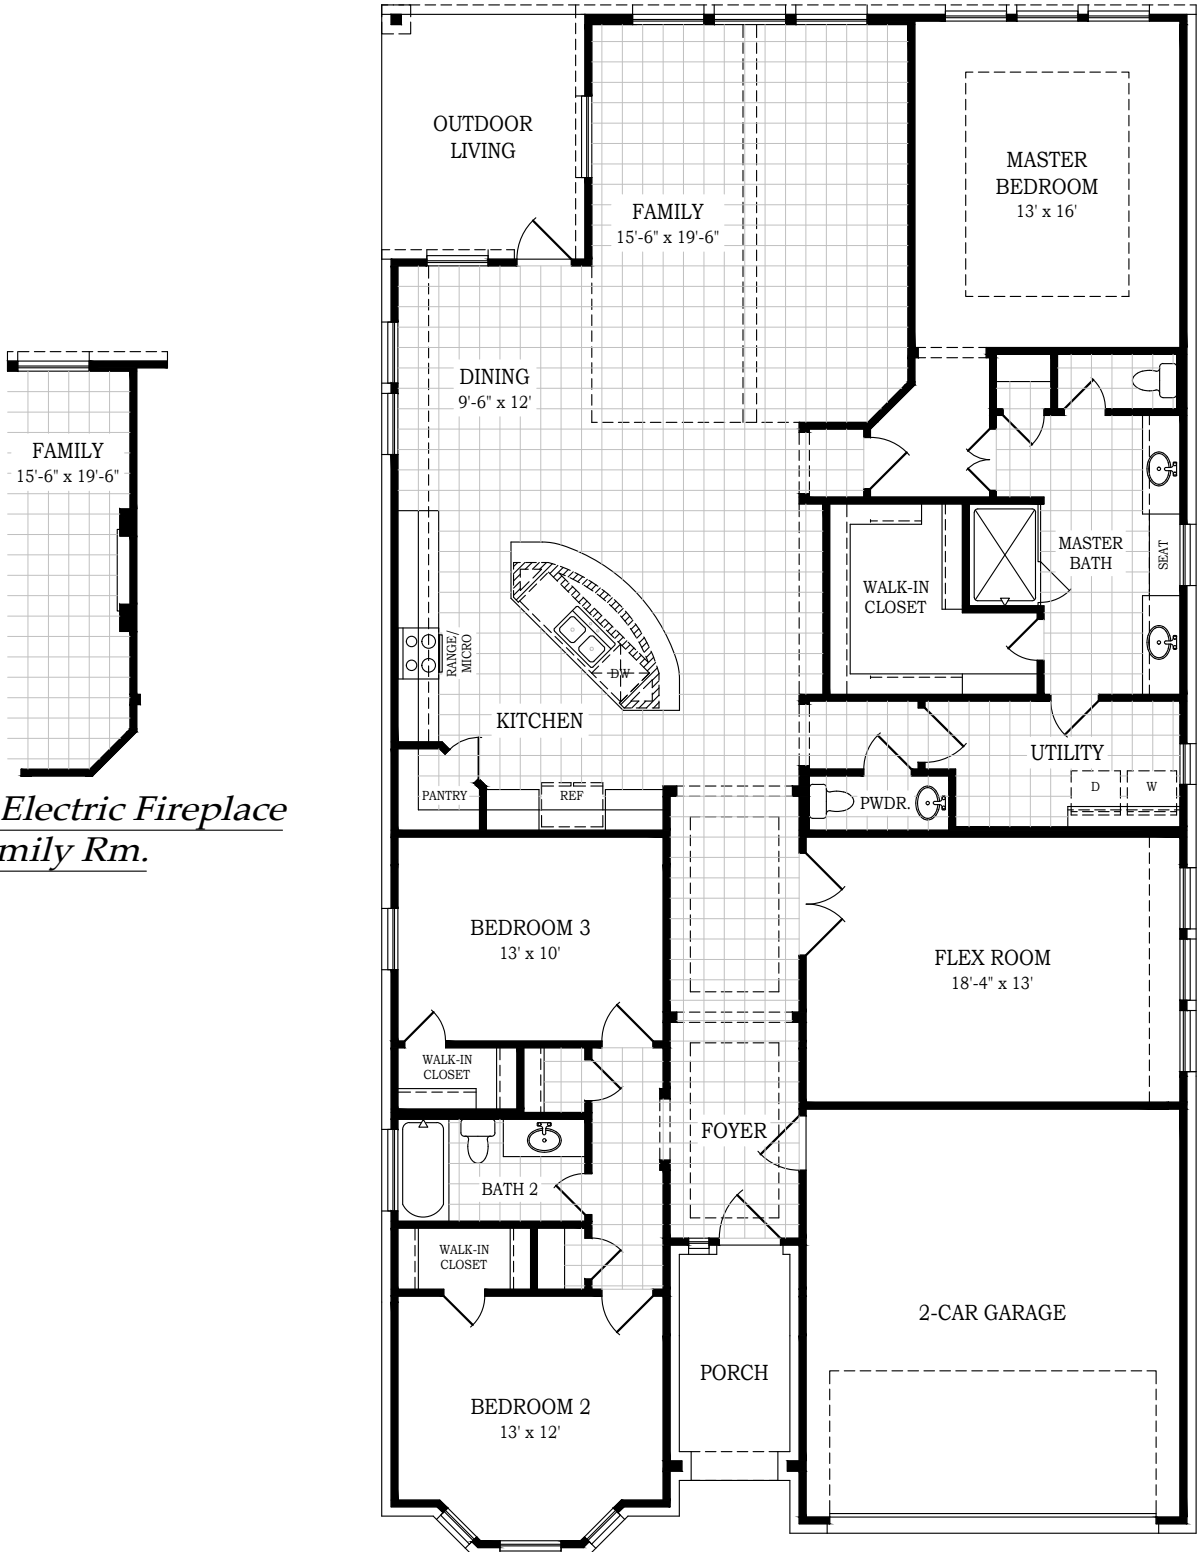 OUTDOOR
LIVING
FAMILY
15'-6" x 19'-6"
MASTER
BEDROOM
13' x 16'
DINING
9'-6" x 12'
FAMILY
15'-6" x 19'-6"
Electric Fireplace
mily Rm.
MASTER
BATH
SEAT
WALK-IN
CLOSET
RANGE/
MICRO
DW
KITCHEN
UTILITY
D
W
PANTRY
REF
PWDR.
BEDROOM 3
13' x 10'
FLEX ROOM
18'-4" x 13'
WALK-IN
CLOSET
FOYER
BATH 2
WALK-IN
CLOSET
2-CAR GARAGE
PORCH
BEDROOM 2
13' x 12'